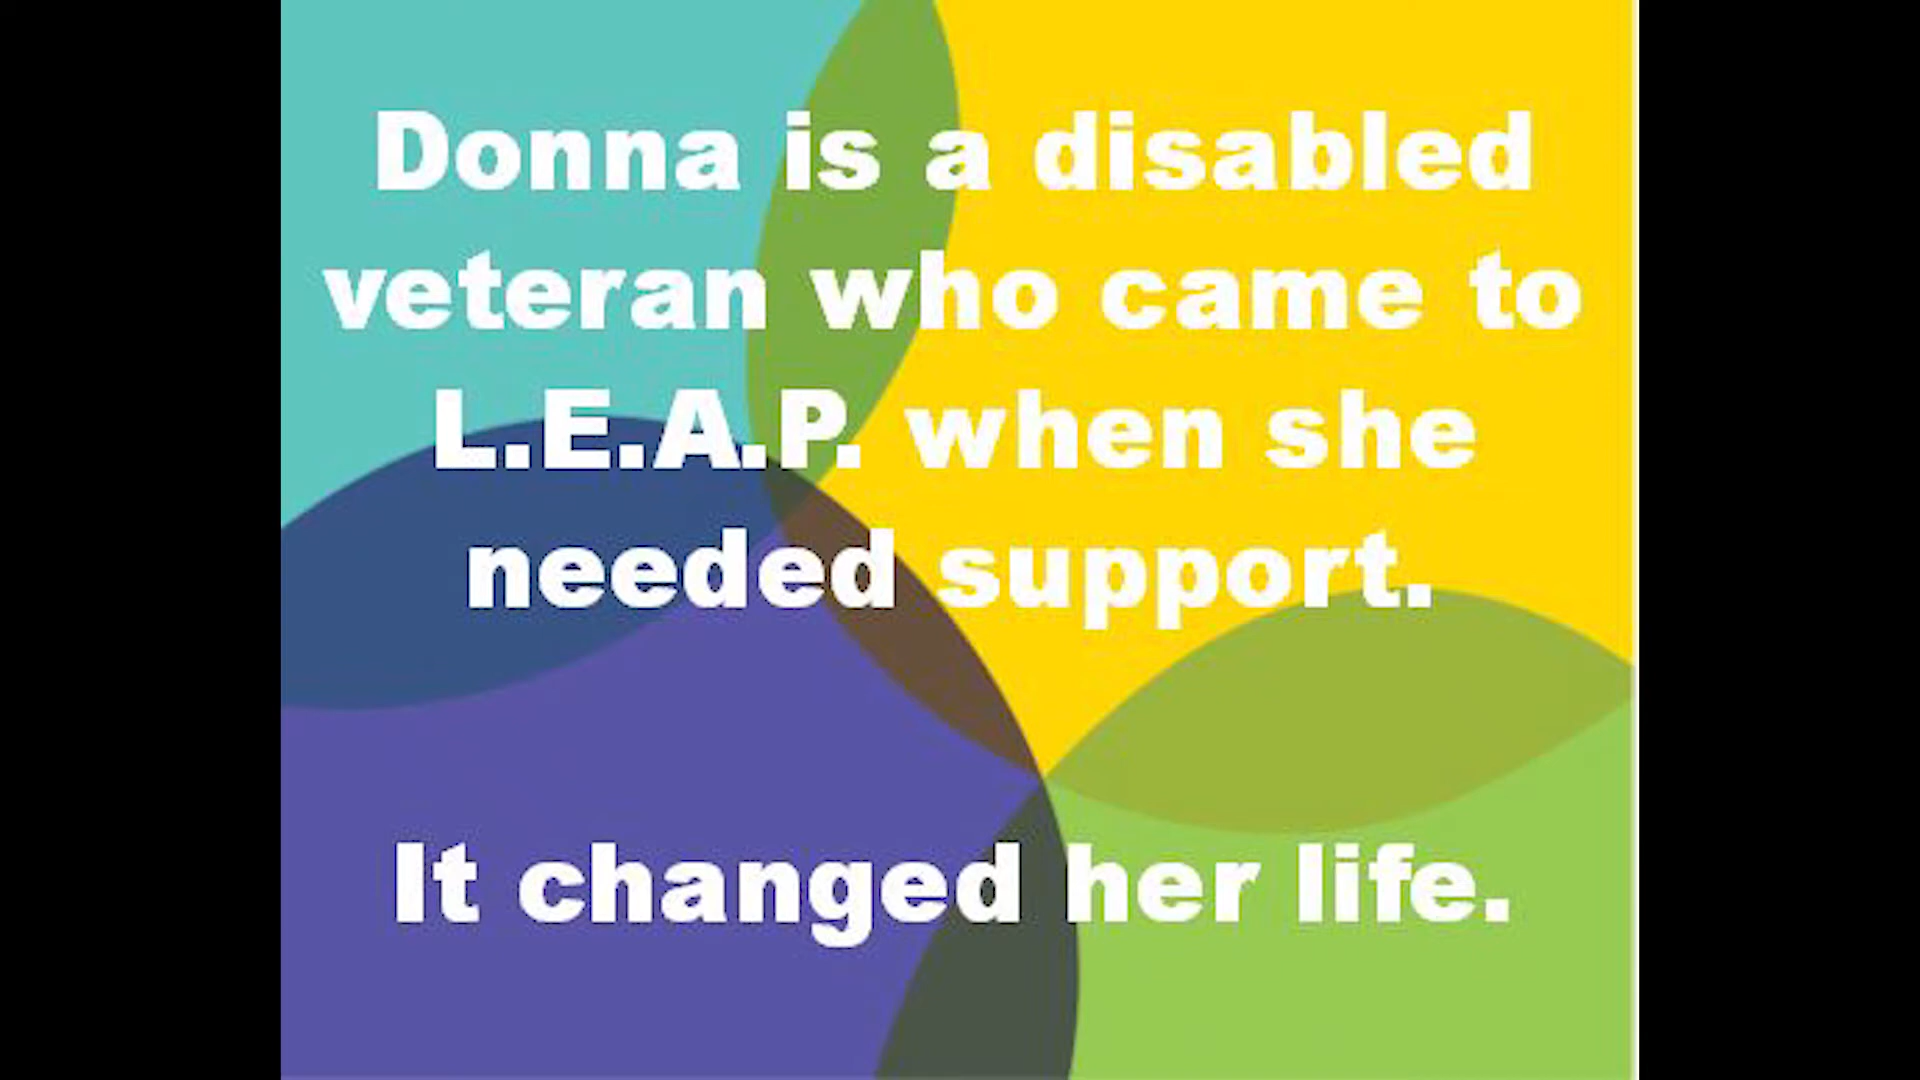 Donna is a disabled
veteran who came to
L.E.A.P. when she
needed support.
It changed her life.